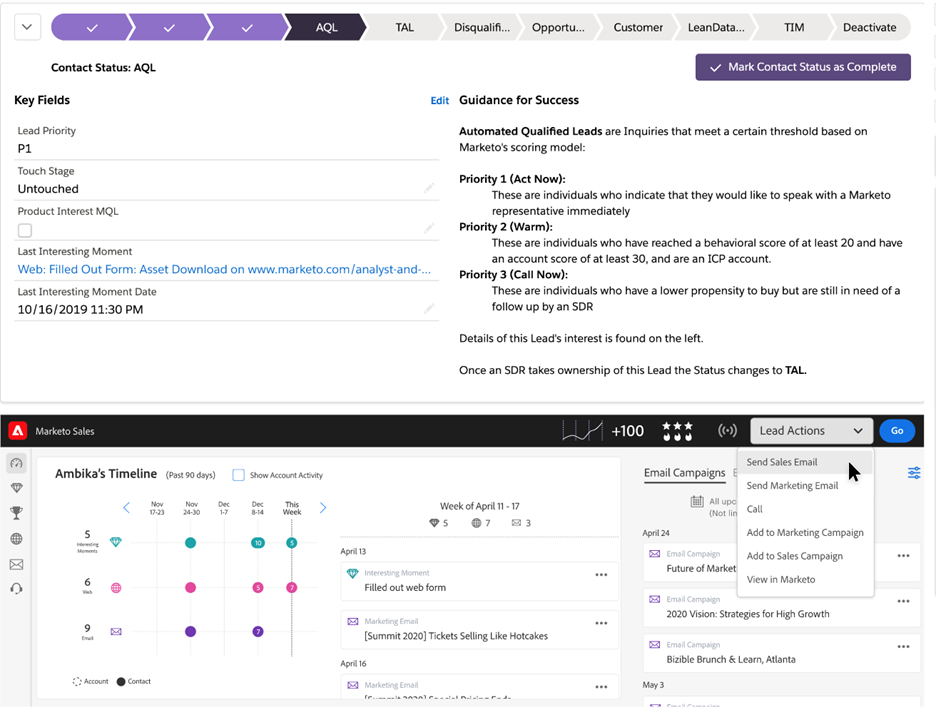 AQL
TAL
Disqualifi...
Opportu...
Customer
LeanData...
TIM
Deactivate
Contact Status: AQL
Mark Contact Status as Complete
Key Fields
Edit
Lead Priority
P1
Touch Stage
Untouched
Product Interest MQL
Last Interesting Moment
Web: Filled Out Form: Asset Download on www.marketo.com/analyst-and-...
Last Interesting Moment Date
10/16/2019 11:30 PM
Guidance for Success
Automated Qualified Leads are Inquiries that meet a certain threshold based on
Marketo's scoring model:
Priority 1 (Act Now):
These are individuals who indicate that they would like to speak with a Marketo
representative immediately
Priority 2 (Warm):
These are individuals who have reached a behavioral score of at least 20 and have
an account score of at least 30, and are an ICP account.
Priority 3 (Call Now):
These are individuals who have a lower propensity to buy but are still in need of a
follow up by an SDR
Details of this Lead's interest is found on the left.
Once an SDR takes ownership of this Lead the Status changes to TAL.
Marketo Sales
+100
Lead Actions
Go
Send Sales Email
Send Marketing Email
Call
Add to Marketing Campaign
Add to Sales Campaign
View in Marketo
Ambika's Timeline (Past 90 days)
Show Account Activity
Nov
17-23
Nov
24-30
Dec
1-7
Dec
8-14
This
Week
5
Interesting
Moments
10
5
6
Web
5
7
9
Email
7
Account
Contact
Week of April 11 - 17
5
7
3
April 13
Interesting Moment
Filled out web form
Marketing Email
[Summit 2020] Tickets Selling Like Hotcakes
April 16
Marketing Email
[Summit 2020] Special Pricing Ends
Email Campaigns
All upc
(Not lin
April 24
Email Campaign
Future of Market
Email Campaign
2020 Vision: Strategies for High Growth
Email Campaign
Bizible Brunch & Learn, Atlanta
May 3
Email Campaign